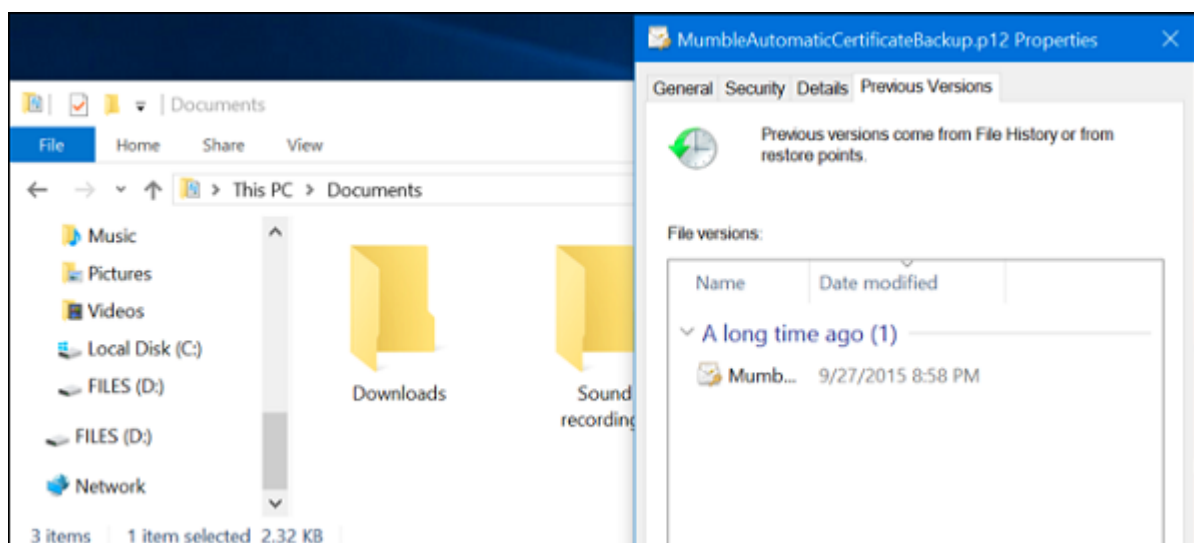 Documents
File Home Share View
This PC > Documents
Music
Pictures
Videos
Local Disk (C:)
FILES (D:)
FILES (D:)
Network
Downloads
Sound
recording
3 items 1 item selected 2.32 KB
MumbleAutomaticCertificateBackup.p12 Properties
General Security Details Previous Versions
Previous versions come from File History or from
restore points.
File versions:
Name Date modified
A long time ago (1)
Mumb... 9/27/2015 8:58 PM